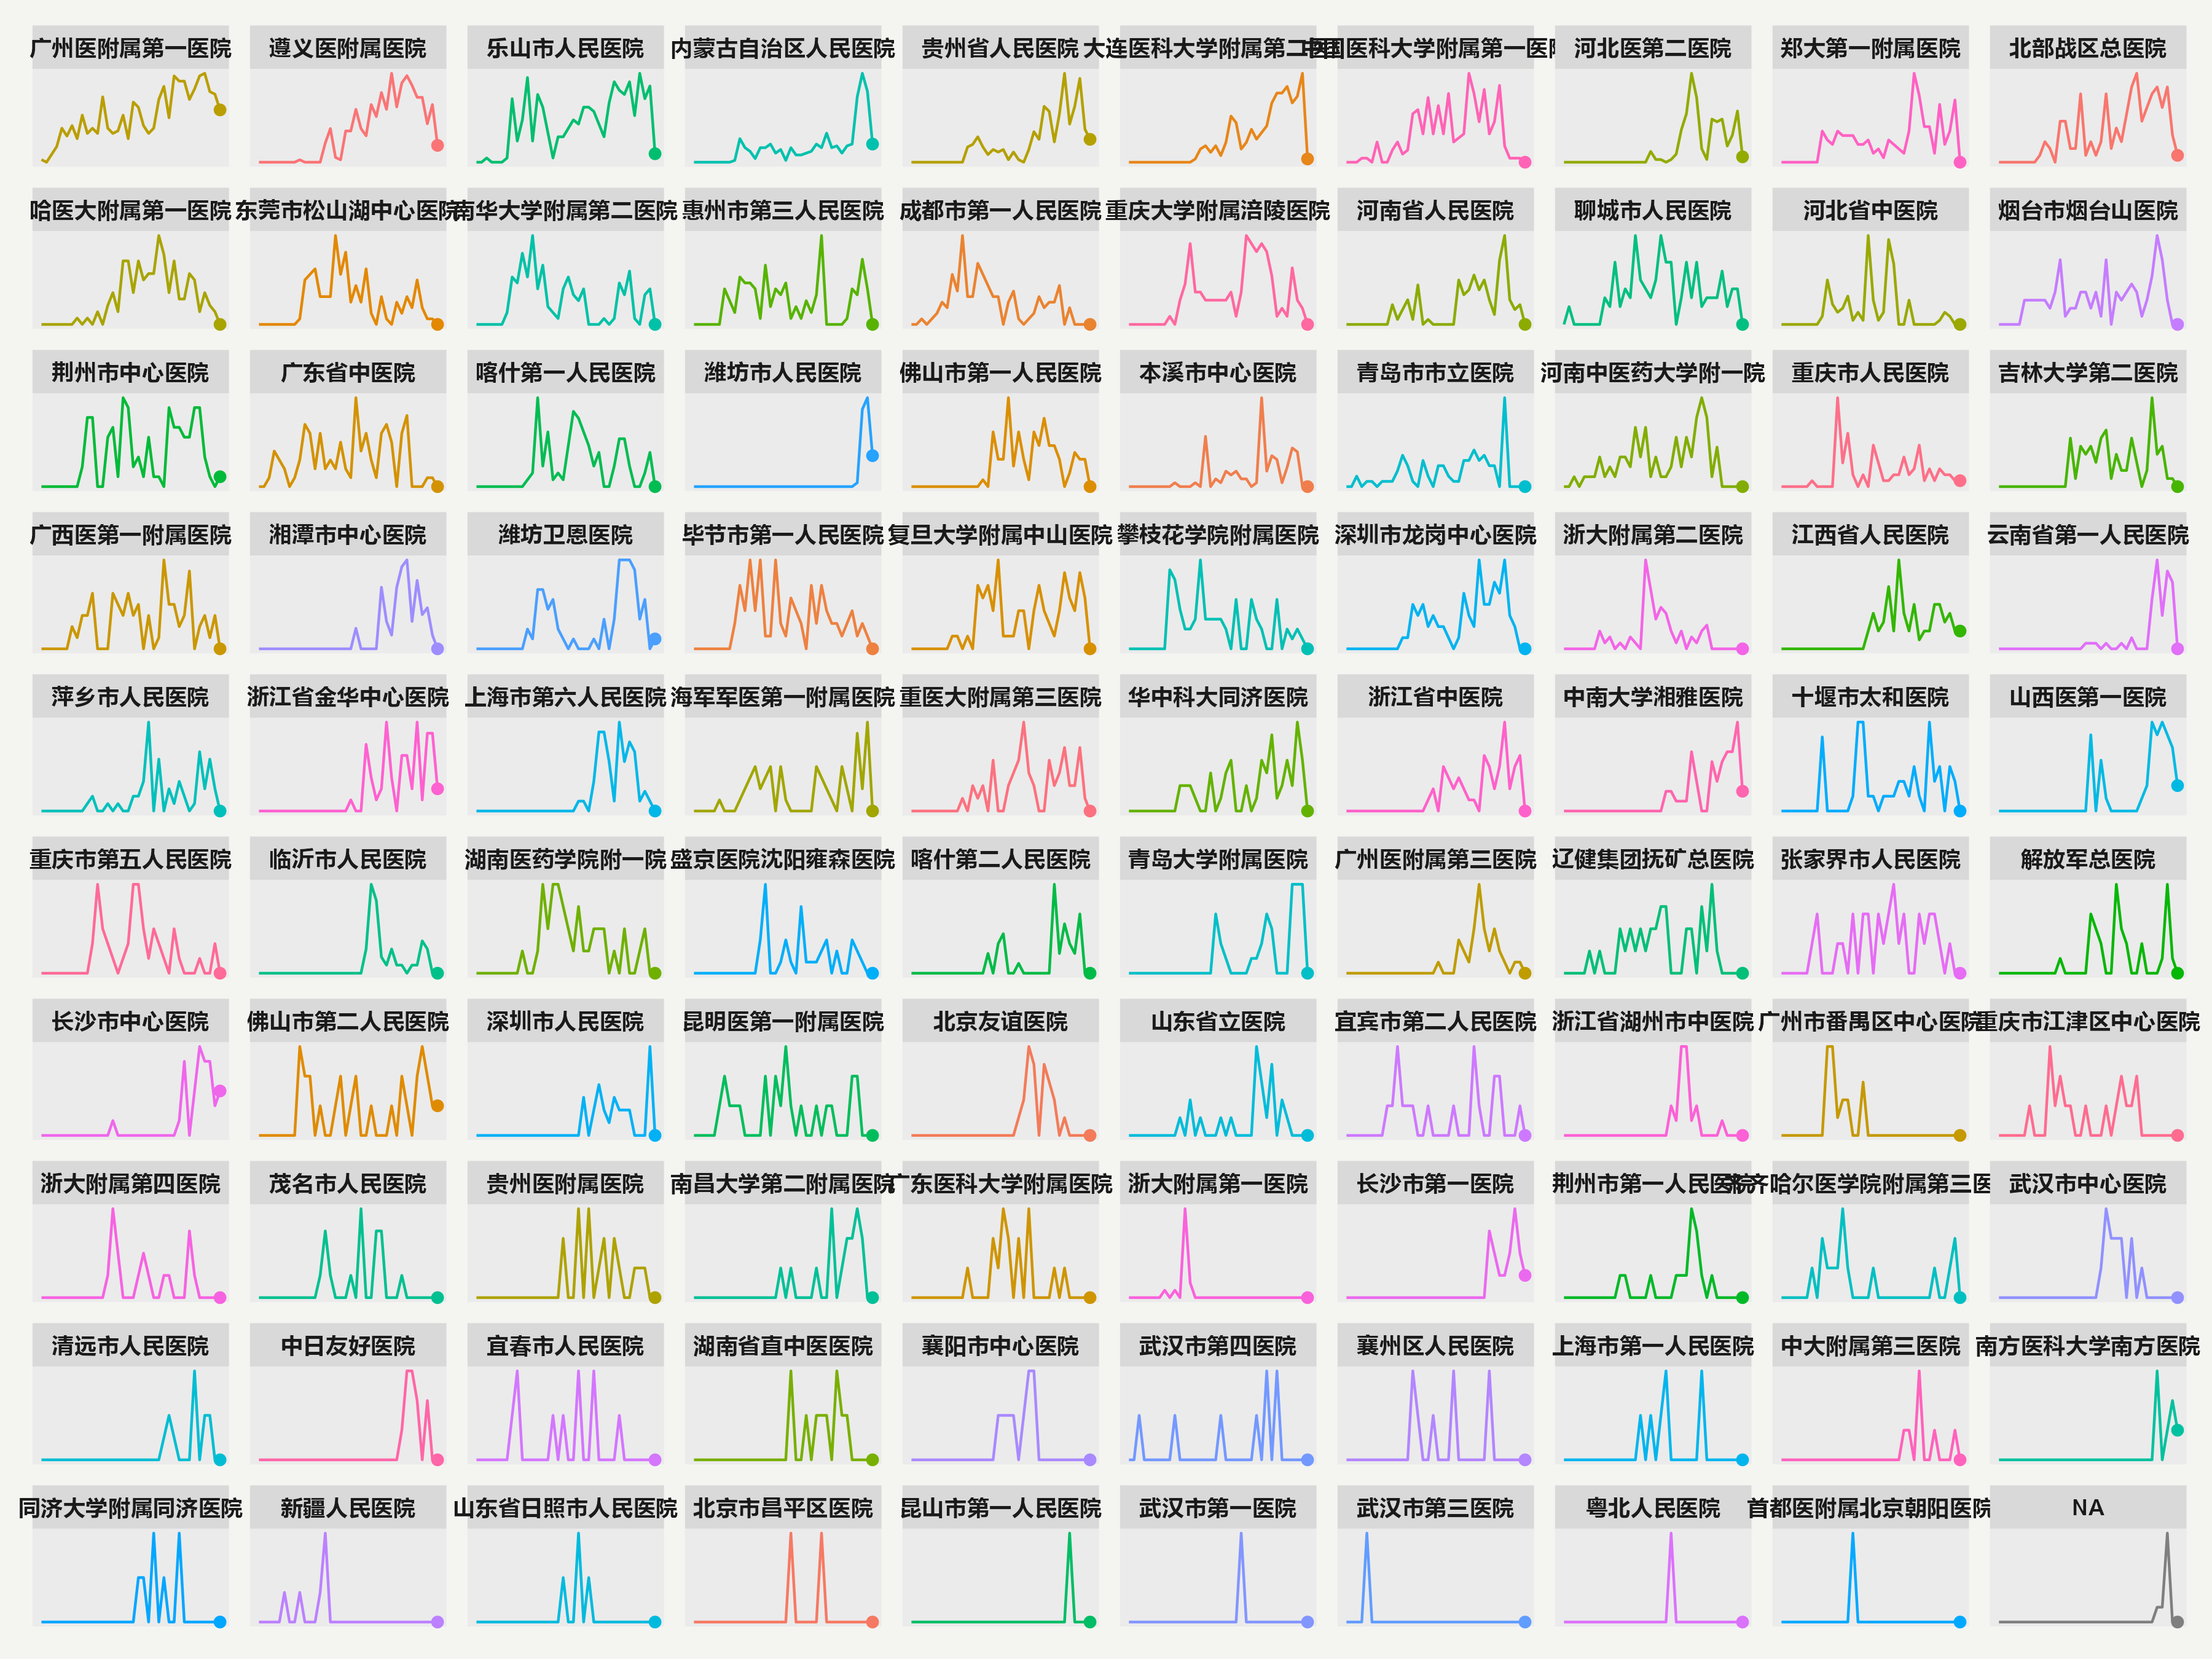 广州医附属第一医院
遵义医附属医院
乐山市人民医院
内蒙古自治区人民医院
贵州省人民医院
大连医科大学附属第二医院
中国医科大学附属第一医院
河北医第二医院
郑大第一附属医院
北部战区总医院
哈医大附属第一医院
东莞市松山湖中心医院
南华大学附属第二医院
惠州市第三人民医院
成都市第一人民医院
重庆大学附属涪陵医院
河南省人民医院
聊城市人民医院
河北省中医院
烟台市烟台山医院
荆州市中心医院
广东省中医院
喀什第一人民医院
潍坊市人民医院
佛山市第一人民医院
本溪市中心医院
青岛市市立医院
河南中医药大学附一院
重庆市人民医院
吉林大学第二医院
广西医第一附属医院
湘潭市中心医院
潍坊卫恩医院
毕节市第一人民医院
复旦大学附属中山医院
攀枝花学院附属医院
深圳市龙岗中心医院
浙大附属第二医院
江西省人民医院
云南省第一人民医院
萍乡市人民医院
浙江省金华中心医院
上海市第六人民医院
海军军医第一附属医院
重医大附属第三医院
华中科大同济医院
浙江省中医院
中南大学湘雅医院
十堰市太和医院
山西医第一医院
重庆市第五人民医院
临沂市人民医院
湖南医药学院附一院
盛京医院沈阳雍森医院
喀什第二人民医院
青岛大学附属医院
广州医附属第三医院
辽健集团抚矿总医院
张家界市人民医院
解放军总医院
长沙市中心医院
佛山市第二人民医院
深圳市人民医院
昆明医第一附属医院
北京友谊医院
山东省立医院
宜宾市第二人民医院
浙江省湖州市中医院
广州市番禺区中心医院
重庆市江津区中心医院
浙大附属第四医院
茂名市人民医院
贵州医附属医院
南昌大学第二附属医院
广东医科大学附属医院
浙大附属第一医院
长沙市第一医院
荆州市第一人民医院
齐齐哈尔医学院附属第三医
武汉市中心医院
清远市人民医院
中日友好医院
宜春市人民医院
湖南省直中医医院
襄阳市中心医院
武汉市第四医院
襄州区人民医院
上海市第一人民医院
中大附属第三医院
南方医科大学南方医院
同济大学附属同济医院
新疆人民医院
山东省日照市人民医院
北京市昌平区医院
昆山市第一人民医院
武汉市第一医院
武汉市第三医院
粤北人民医院
首都医附属北京朝阳医院
NA